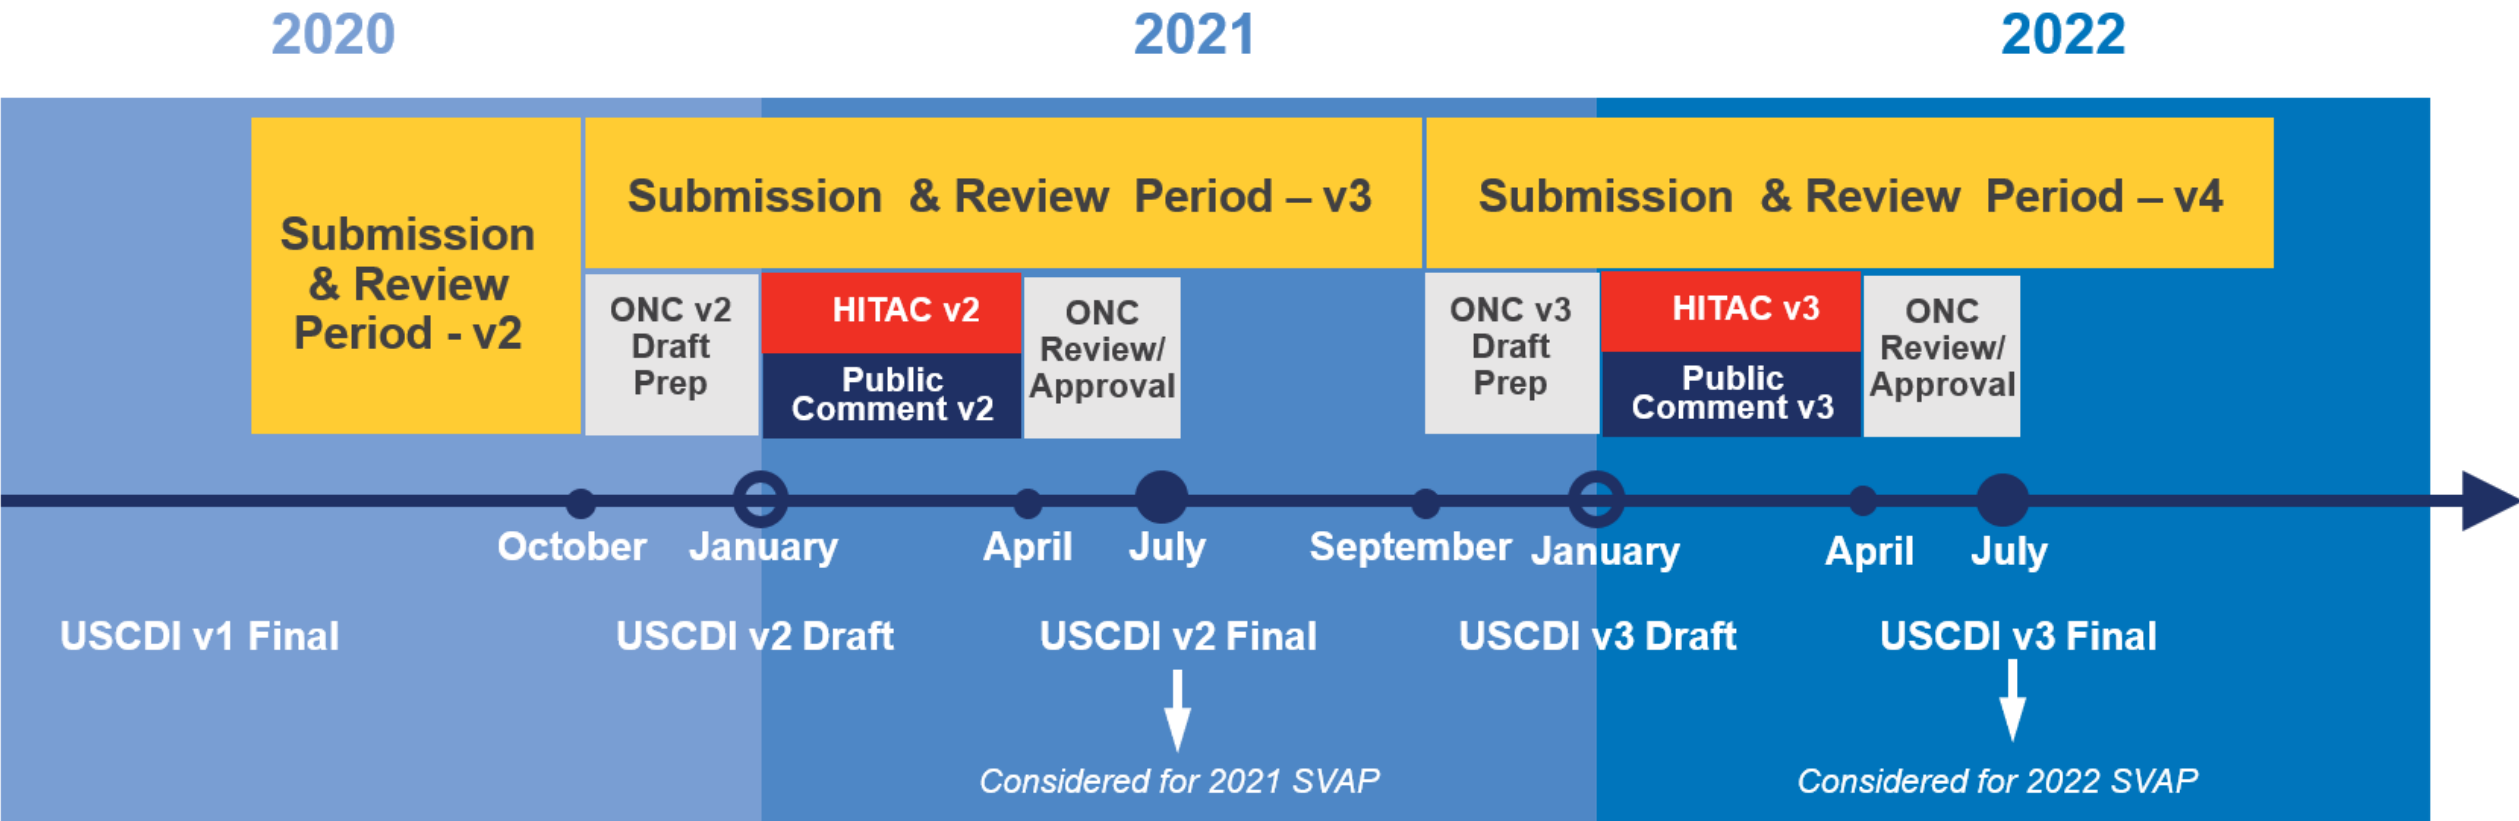 2020
2021
2022
Submission
& Review
Period - v2
Submission & Review Period – v3
Submission & Review Period – v4
ONC v2
Draft
Prep
HITAC v2
Public
Comment v2
ONC
Review/
Approval
ONC v3
Draft
Prep
HITAC v3
Public
Comment v3
ONC
Review/
Approval
October
January
April
July
September
January
April
July
USCDI v1 Final
USCDI v2 Draft
USCDI v2 Final
USCDI v3 Draft
USCDI v3 Final
Considered for 2021 SVAP
Considered for 2022 SVAP